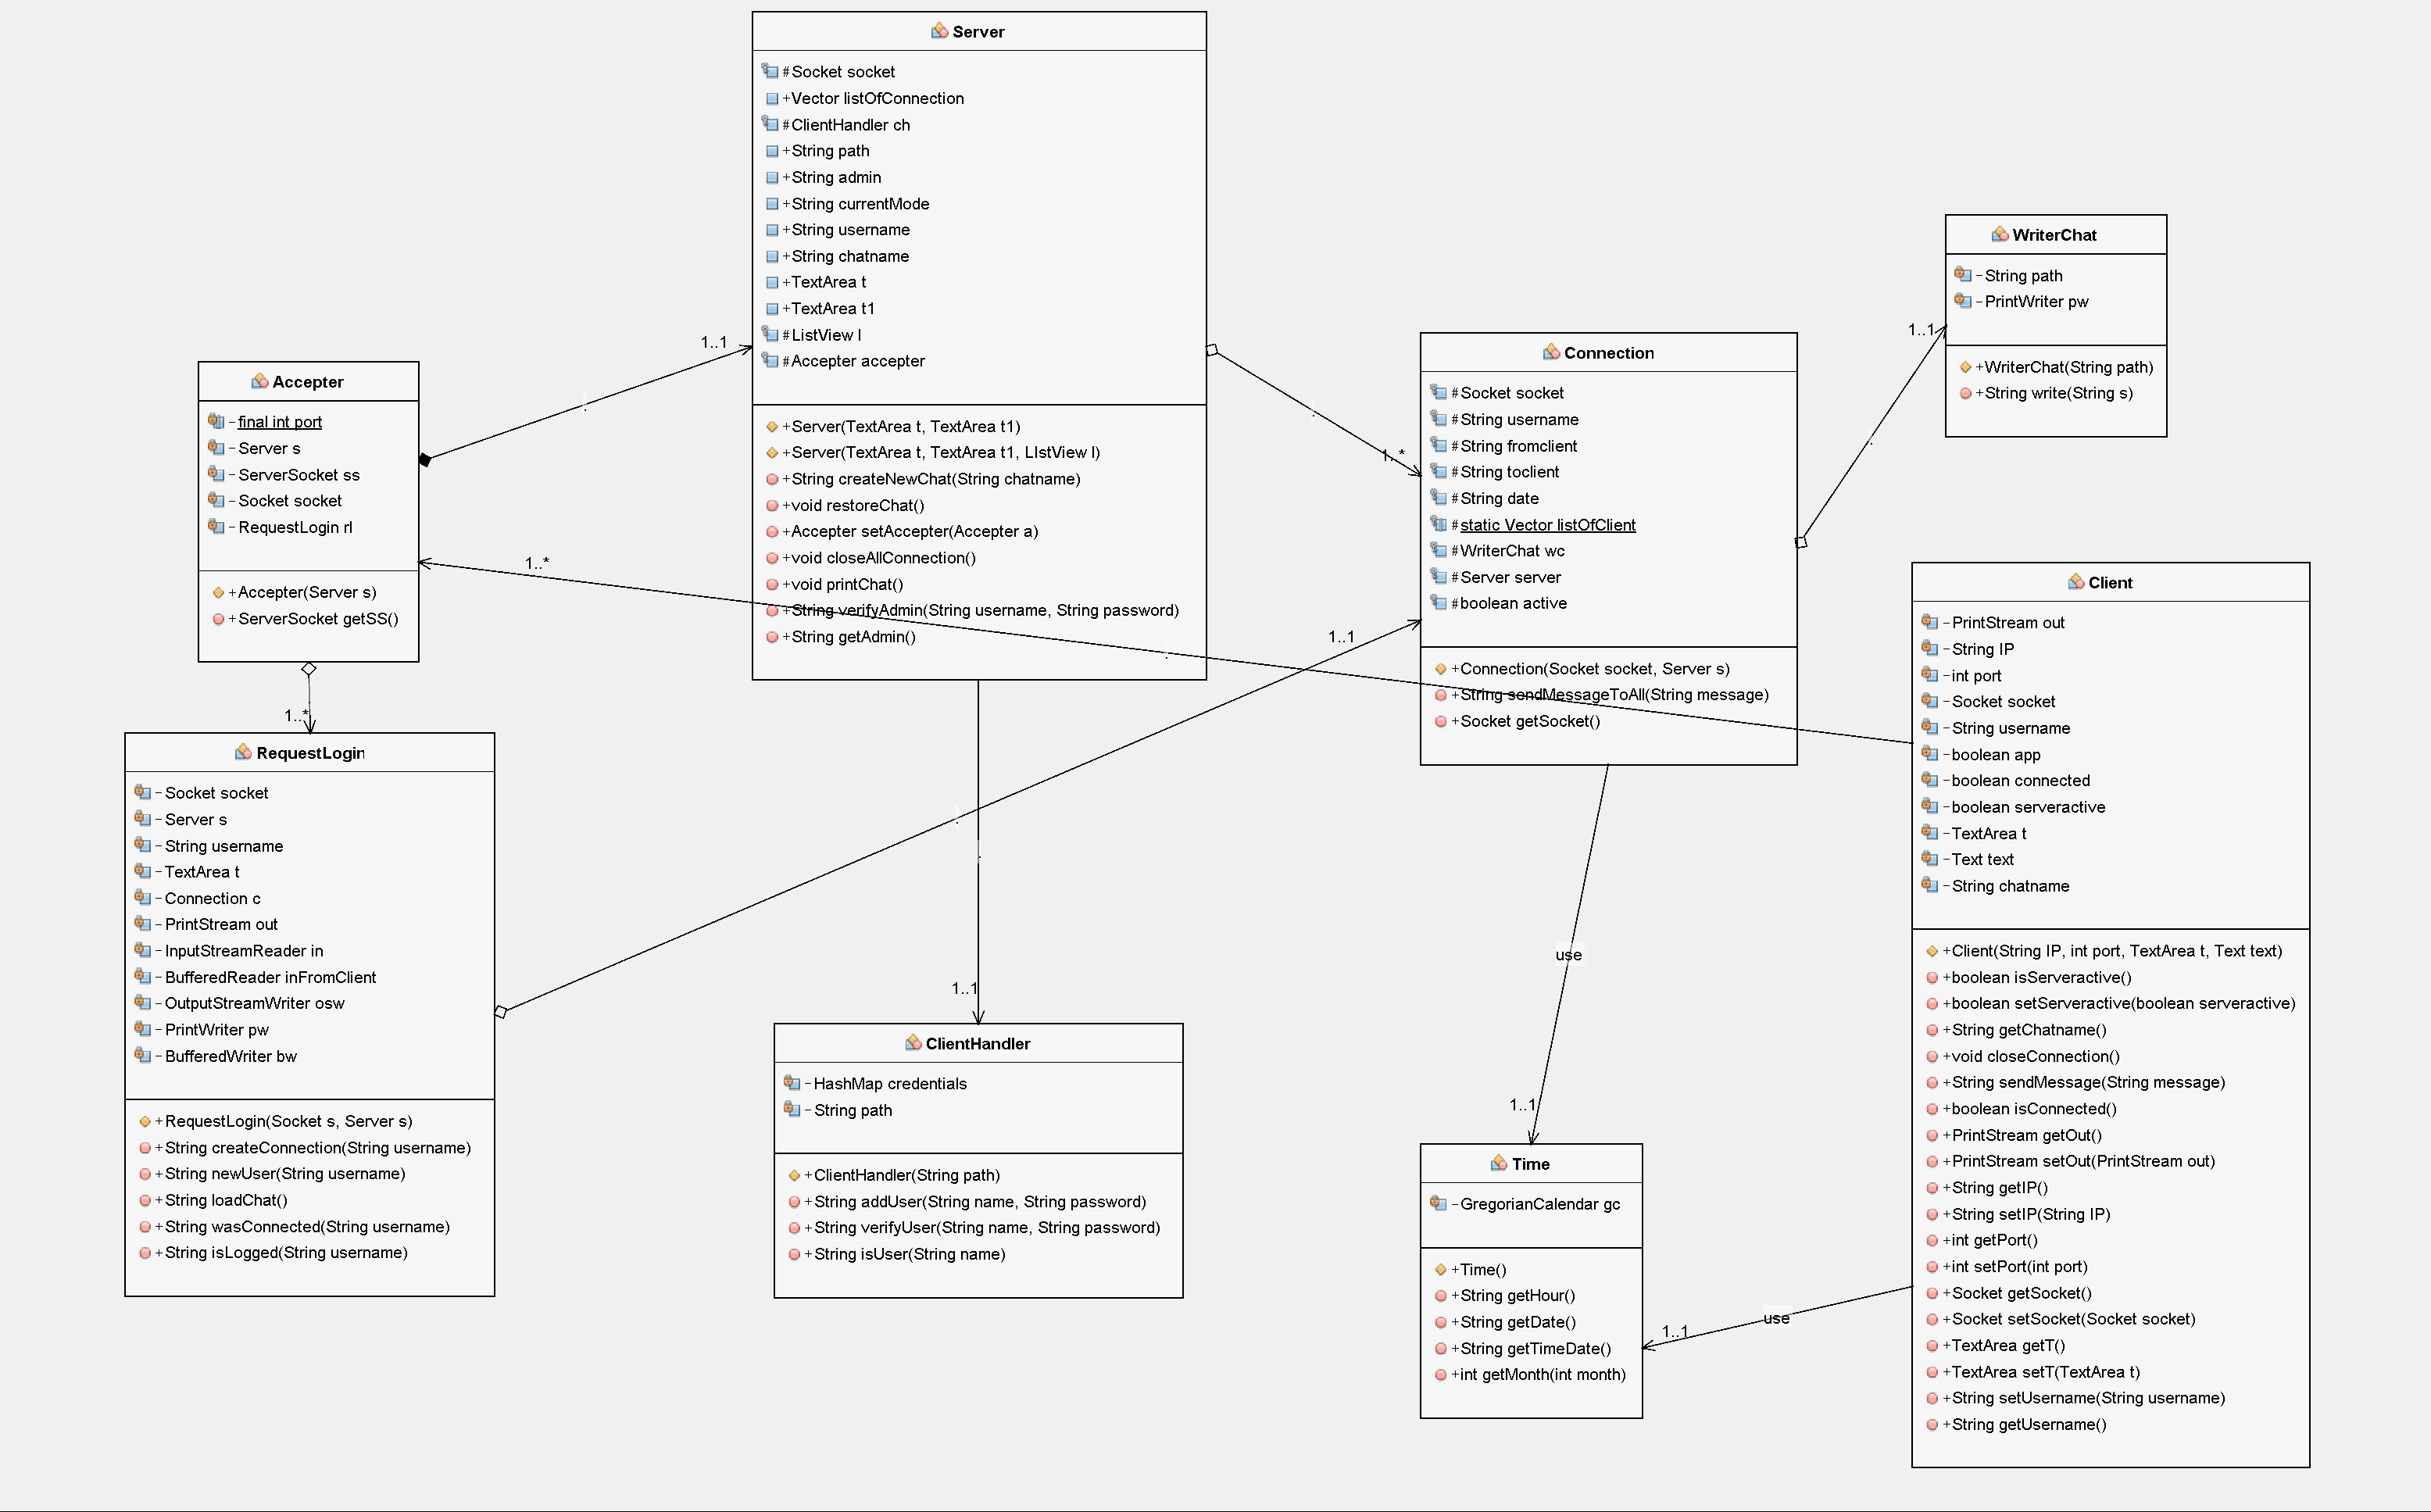 Server
#Socket socket
+Vector listOfConnection
#ClientHandler ch
+String path
+String admin
+String currentMode
+String username
+String chatname
+TextArea t
+TextArea t1
#ListView l
#Accepter accepter
+Server(TextArea t, TextArea t1)
+Server(TextArea t, TextArea t1, LIstView l)
+String createNewChat(String chatname)
+void restoreChat()
+Accepter setAccepter(Accepter a)
+void closeAllConnection()
+void printChat()
+String verifyAdmin(String username, String password)
+String getAdmin()
WriterChat
-String path
-PrintWriter pw
+WriterChat(String path)
+String write(String s)
1..1
1..1
1..*
Connection
#Socket socket
#String username
#String fromclient
#String toclient
#String date
#static Vector listOfClient
#WriterChat wc
#Server server
#boolean active
+Connection(Socket socket, Server s)
+String sendMessageToAll(String message)
+Socket getSocket()
Accepter
-final int port
-Server s
-ServerSocket ss
-Socket socket
-RequestLogin rl
+Accepter(Server s)
+ServerSocket getSS()
1..*
1..1
1..*
Client
-PrintStream out
-String IP
-int port
-Socket socket
-String username
-boolean app
-boolean connected
-boolean serveractive
-TextArea t
-Text text
-String chatname
+Client(String IP, int port, TextArea t, Text text)
+boolean isServeractive()
+boolean setServeractive(boolean serveractive)
+String getChatname()
+void closeConnection()
+String sendMessage(String message)
+boolean isConnected()
+PrintStream getOut()
+PrintStream setOut(PrintStream out)
+String getIP()
+String setIP(String IP)
+int getPort()
+int setPort(int port)
+Socket getSocket()
+Socket setSocket(Socket socket)
+TextArea getT()
+TextArea setT(TextArea t)
+String setUsername(String username)
+String getUsername()
RequestLogin
-Socket socket
-Server s
-String username
-TextArea t
-Connection c
-PrintStream out
-InputStreamReader in
-BufferedReader inFromClient
-OutputStreamWriter osw
-PrintWriter pw
-BufferedWriter bw
+RequestLogin(Socket s, Server s)
+String createConnection(String username)
+String newUser(String username)
+String loadChat()
+String wasConnected(String username)
+String isLogged(String username)
use
1..1
ClientHandler
-HashMap credentials
-String path
+ClientHandler(String path)
+String addUser(String name, String password)
+String verifyUser(String name, String password)
+String isUser(String name)
1..1
Time
-GregorianCalendar gc
+Time()
+String getHour()
+String getDate()
+String getTimeDate()
+int getMonth(int month)
1..1
use